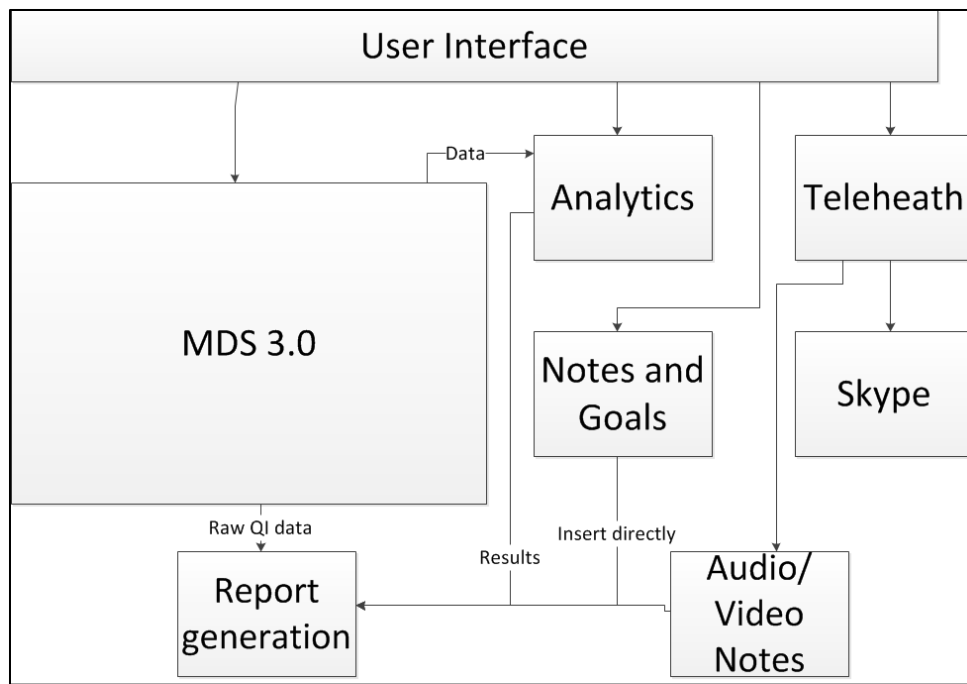 User Interface
Data
Analytics
Teleheath
MDS 3.0
Notes and
Goals
Skype
Raw QI data
Insert directly
Results
Report
generation
Audio/
Video
Notes